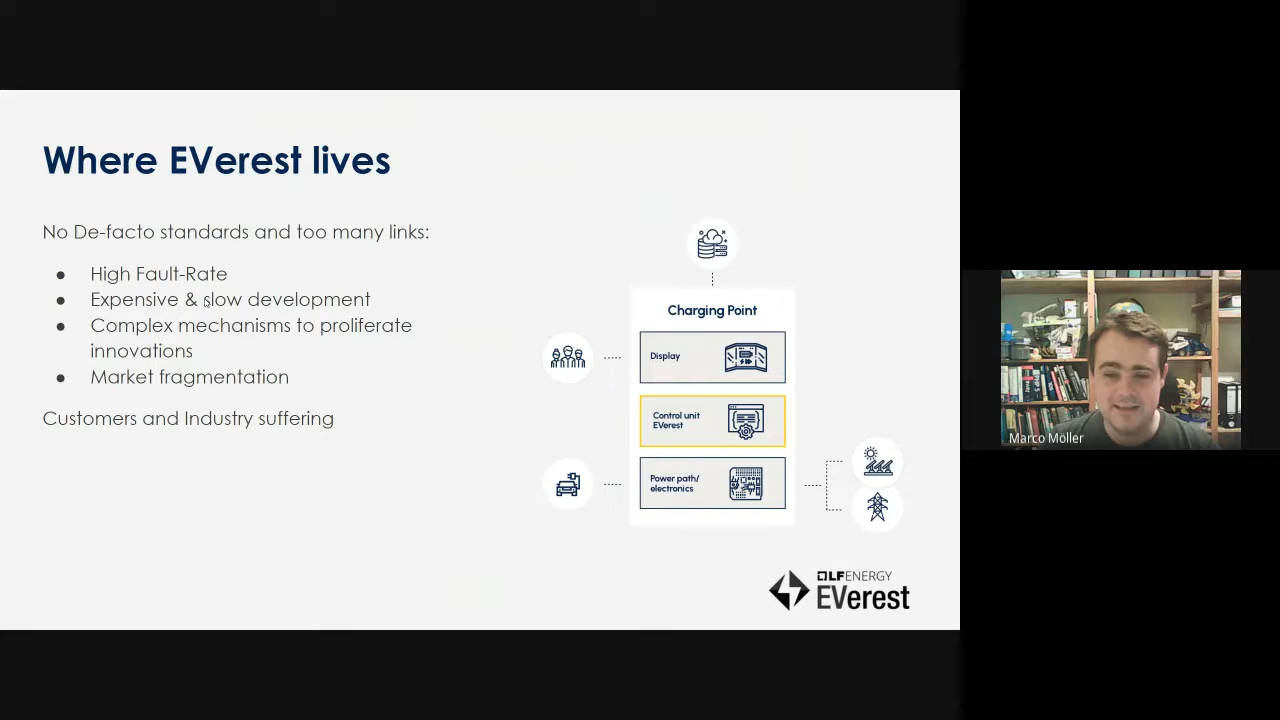 Where EVerest lives
No De-facto standards and too many links:
● High Fault-Rate
● Expensive & slow development
● Complex mechanisms to proliferate
innovations
● Market fragmentation
Customers and Industry suffering
Charging Point
Display
Control unit
EVerest
Power path/
electronics
LFENERGY
EVerest
Marco Möller